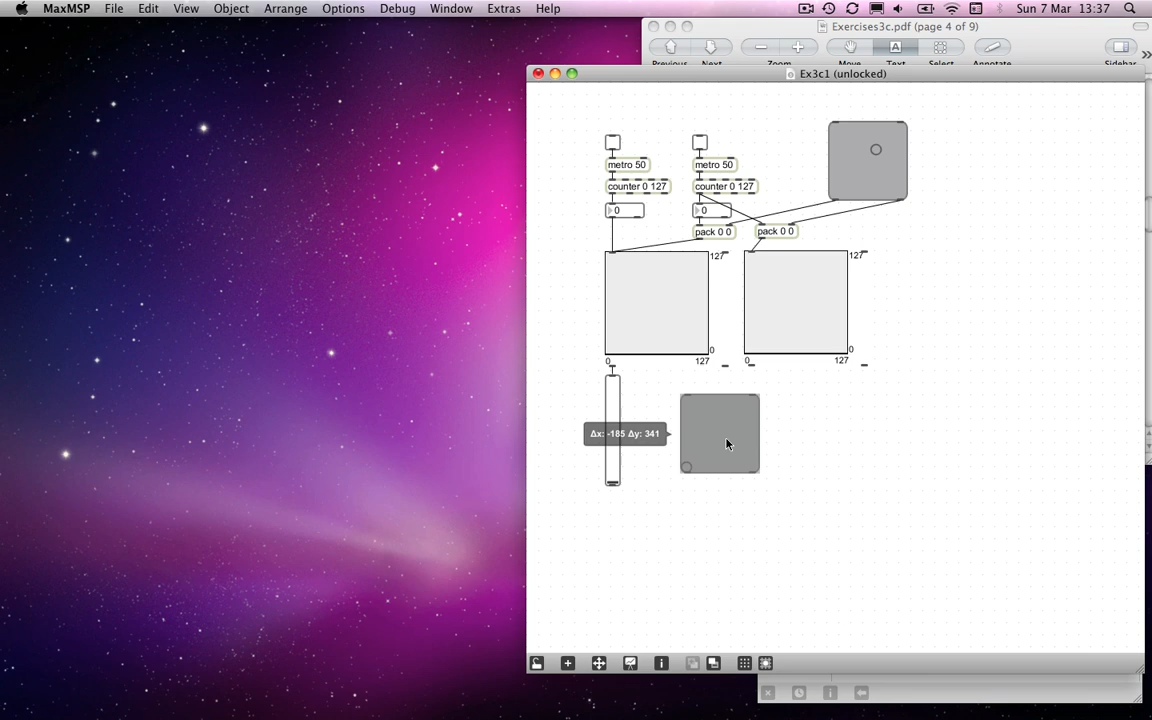 MaxMSP File Edit View Object Arrange Options Debug Window Extras Help Sun 7 Mar 13:37
Exercises3c.pdf (page 4 of 9)
Previous Next Zoom Move Text Select Annotate Sidebar
Ex3c1 (unlocked)
metro 50 metro 50
counter 0 127 counter 0 127
0 0
pack 0 0 pack 0 0
127 127
0 0
0 127 0 127
Δx: -185 Δy: 341